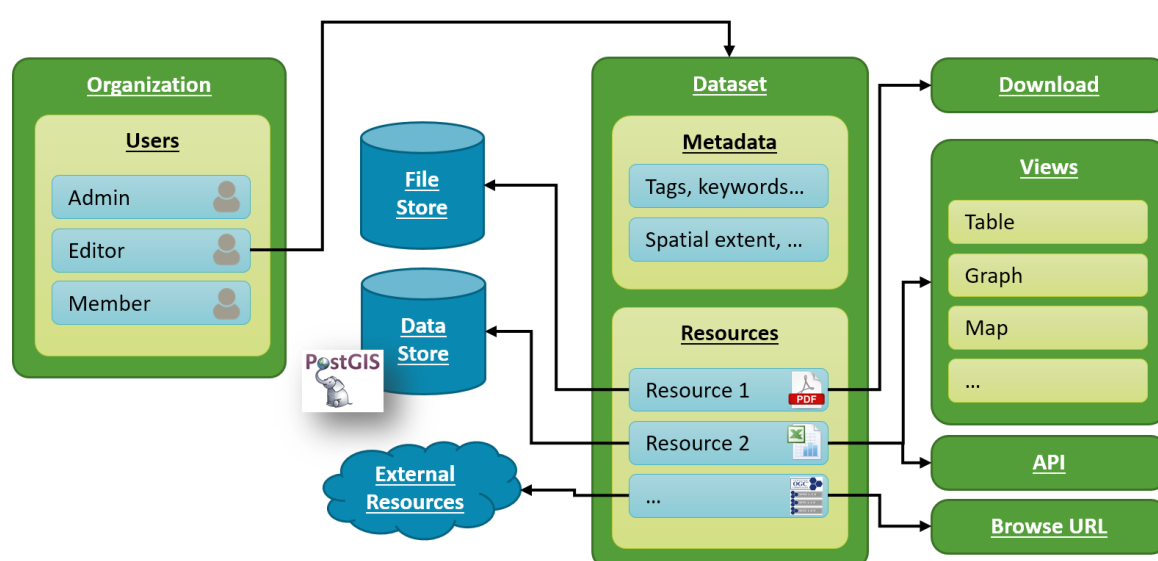 Organization
Users
Admin
Editor
Member
File
Store
Data
Store
PostGIS
External
Resources
Dataset
Metadata
Tags, keywords…
Spatial extent, …
Resources
Resource 1
PDF
Resource 2
…
OGC
Download
Views
Table
Graph
Map
…
API
Browse URL